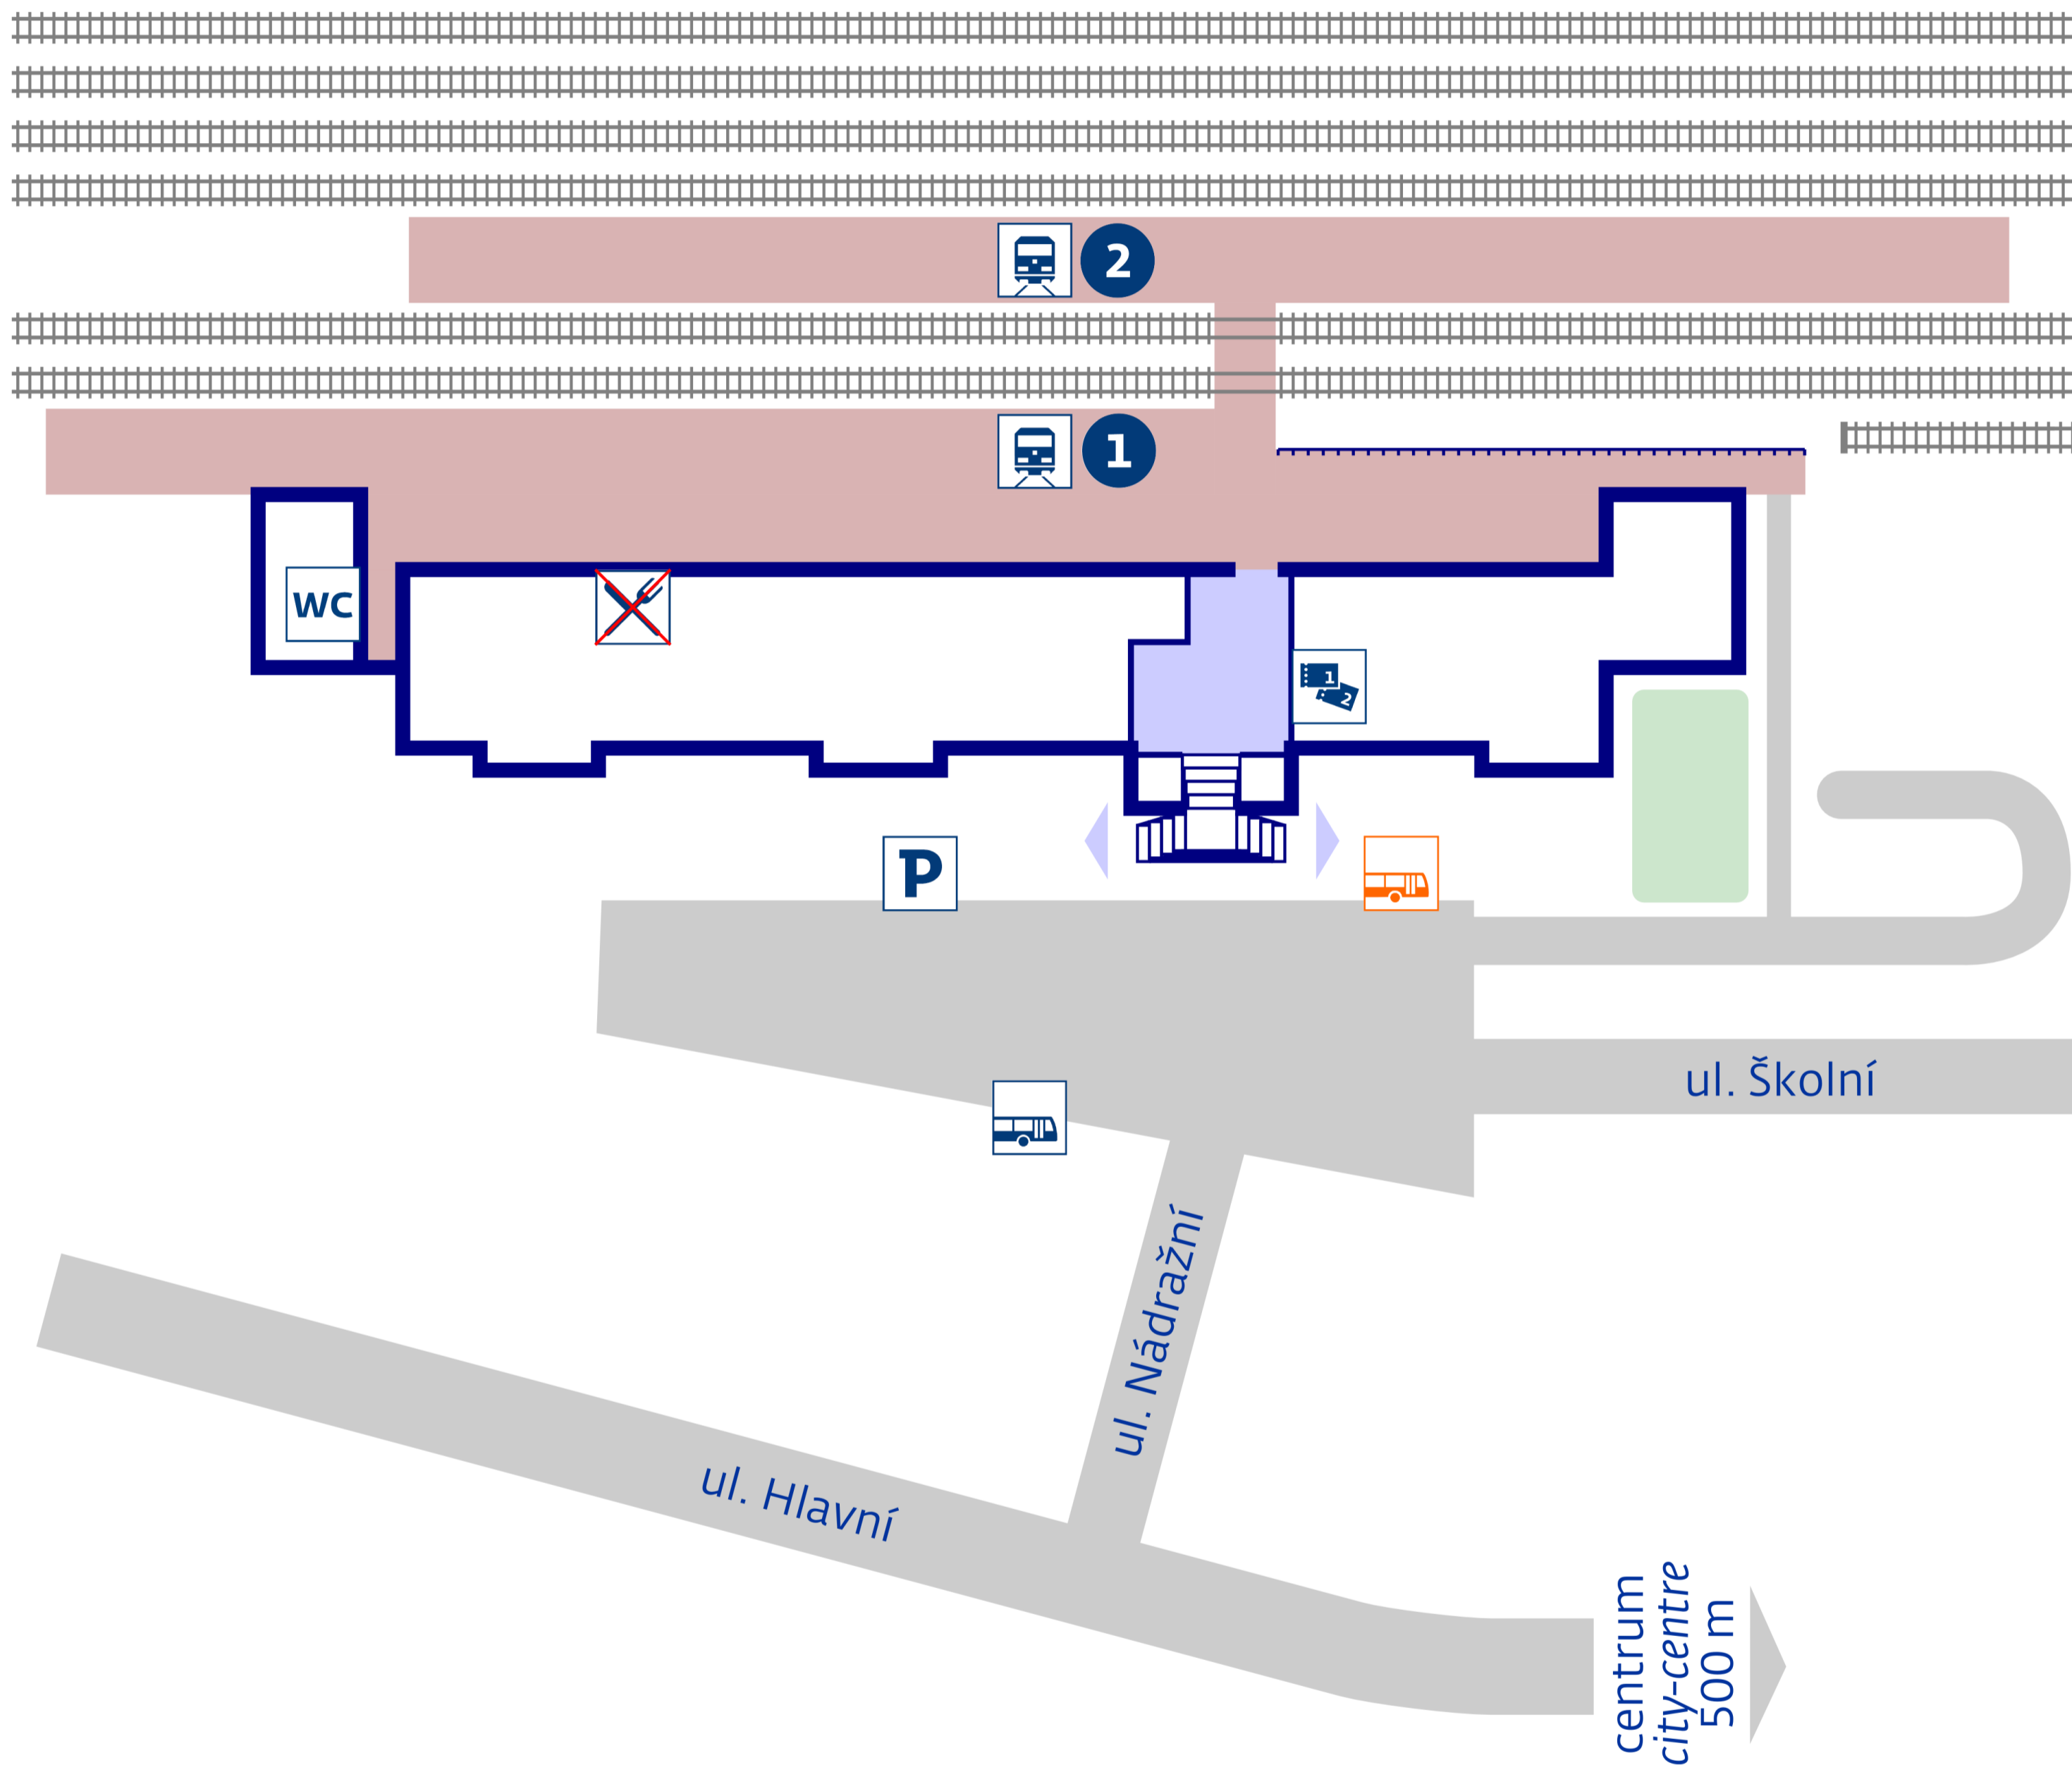 2
1
WC
1
2
P
ul. Školní
ul. Nádražní
ul. Hlavní
centrum
city-centre
500 m